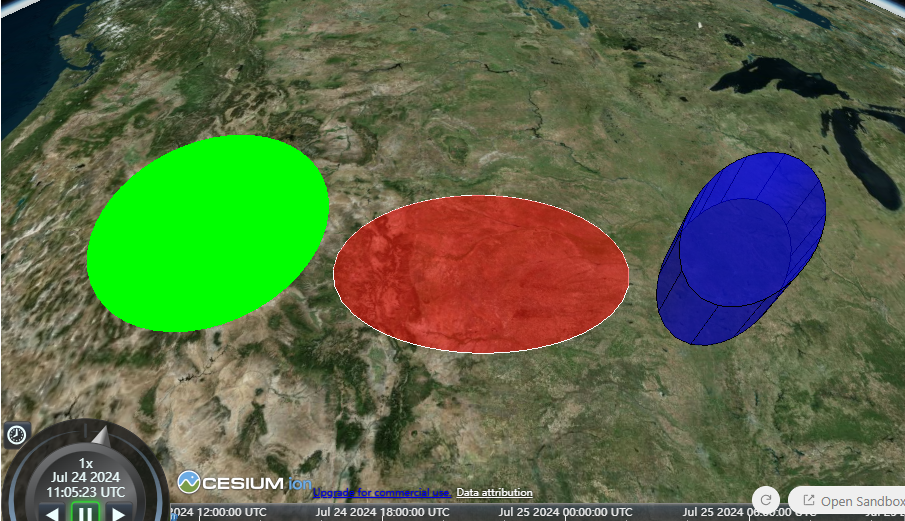 1x
Jul 24 2024
11:05:23 UTC
CESIUM ion
Upgrade for commercial use. Data attribution
Open Sandbox
2024 12:00:00 UTC Jul 24 2024 18:00:00 UTC Jul 25 2024 00:00:00 UTC Jul 25 2024 06:00:00 UTC